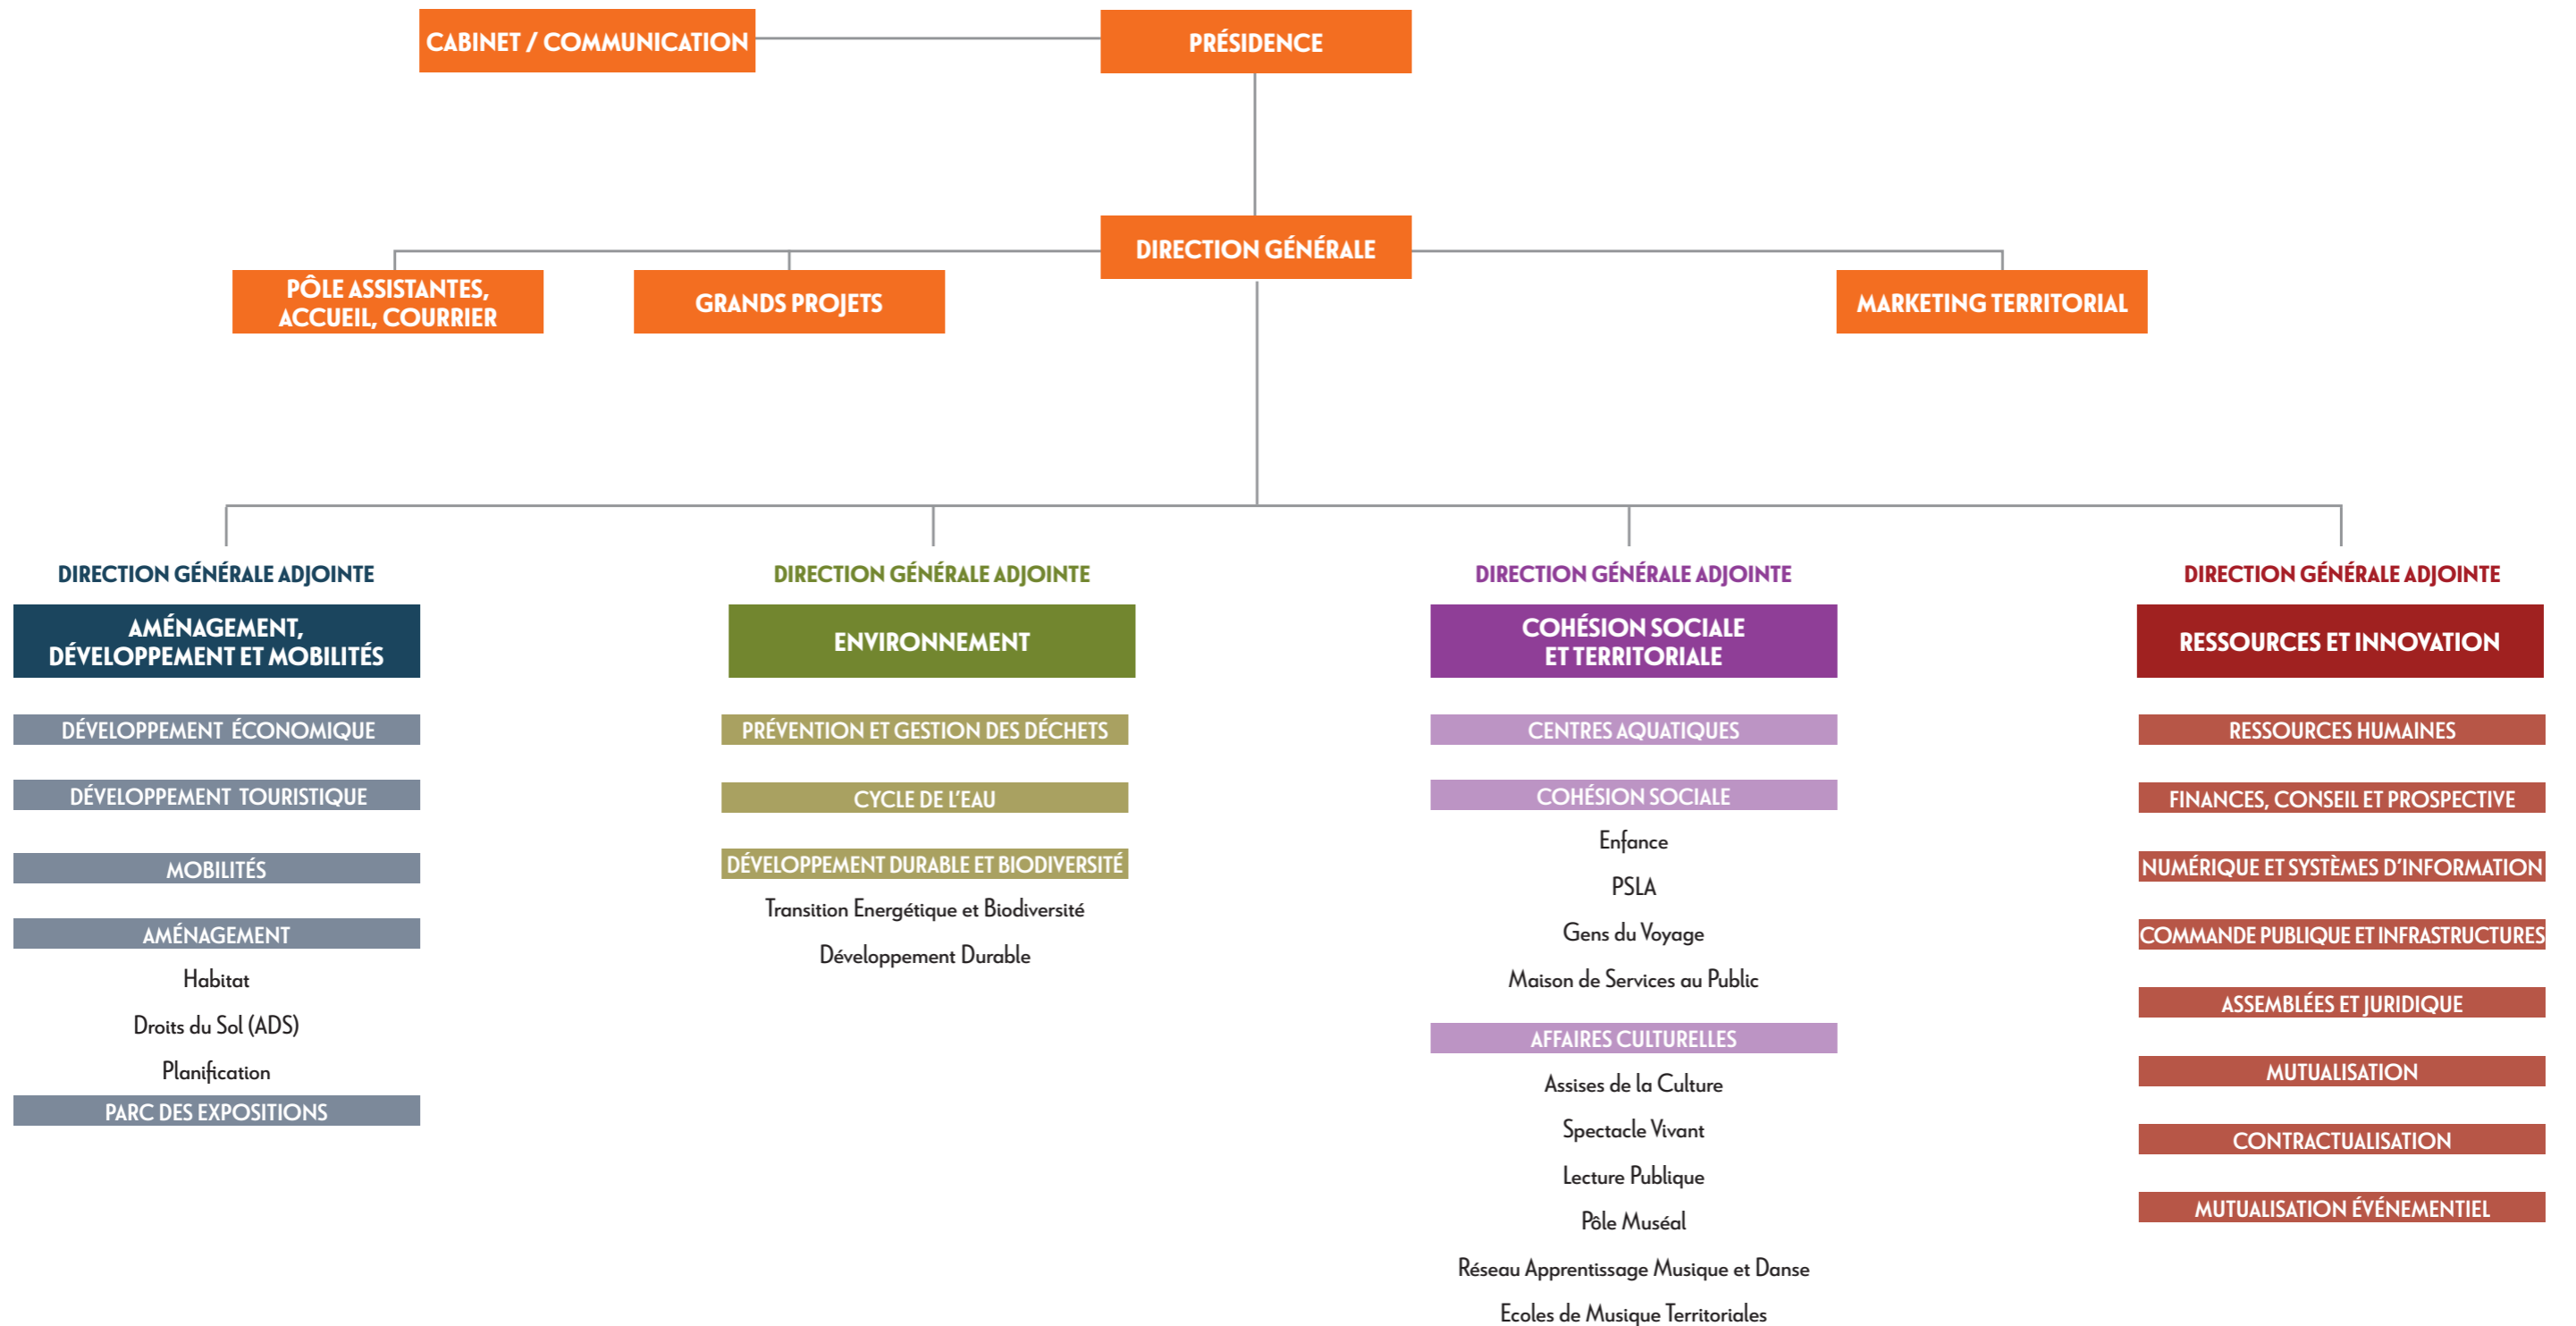 CABINET / COMMUNICATION
PRÉSIDENCE
DIRECTION GÉNÉRALE
PÔLE ASSISTANTES,
ACCUEIL, COURRIER
GRANDS PROJETS
MARKETING TERRITORIAL
DIRECTION GÉNÉRALE ADJOINTE
AMÉNAGEMENT,
DÉVELOPPEMENT ET MOBILITÉS
DÉVELOPPEMENT ÉCONOMIQUE
DÉVELOPPEMENT TOURISTIQUE
MOBILITÉS
AMÉNAGEMENT
Habitat
Droits du Sol (ADS)
Planification
PARC DES EXPOSITIONS
DIRECTION GÉNÉRALE ADJOINTE
ENVIRONNEMENT
PRÉVENTION ET GESTION DES DÉCHETS
CYCLE DE L'EAU
DÉVELOPPEMENT DURABLE ET BIODIVERSITÉ
Transition Energétique et Biodiversité
Développement Durable
DIRECTION GÉNÉRALE ADJOINTE
COHÉSION SOCIALE
ET TERRITORIALE
CENTRES AQUATIQUES
COHÉSION SOCIALE
Enfance
PSLA
Gens du Voyage
Maison de Services au Public
AFFAIRES CULTURELLES
Assises de la Culture
Spectacle Vivant
Lecture Publique
Pôle Muséal
Réseau Apprentissage Musique et Danse
Ecoles de Musique Territoriales
DIRECTION GÉNÉRALE ADJOINTE
RESSOURCES ET INNOVATION
RESSOURCES HUMAINES
FINANCES, CONSEIL ET PROSPECTIVE
NUMÉRIQUE ET SYSTÈMES D'INFORMATION
COMMANDE PUBLIQUE ET INFRASTRUCTURES
ASSEMBLÉES ET JURIDIQUE
MUTUALISATION
CONTRACTUALISATION
MUTUALISATION ÉVÉNEMENTIEL